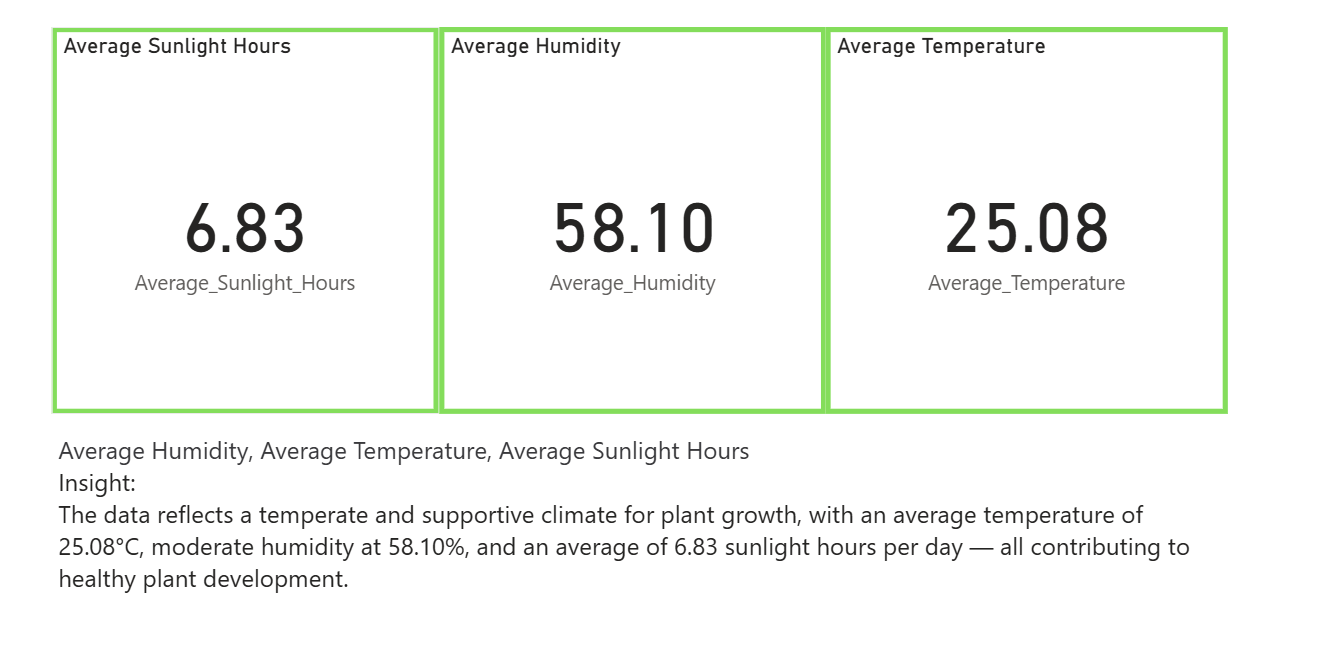 Average Sunlight Hours
6.83
Average_Sunlight_Hours
Average Humidity
58.10
Average_Humidity
Average Temperature
25.08
Average_Temperature
Average Humidity, Average Temperature, Average Sunlight Hours
Insight:
The data reflects a temperate and supportive climate for plant growth, with an average temperature of
25.08°C, moderate humidity at 58.10%, and an average of 6.83 sunlight hours per day — all contributing to
healthy plant development.